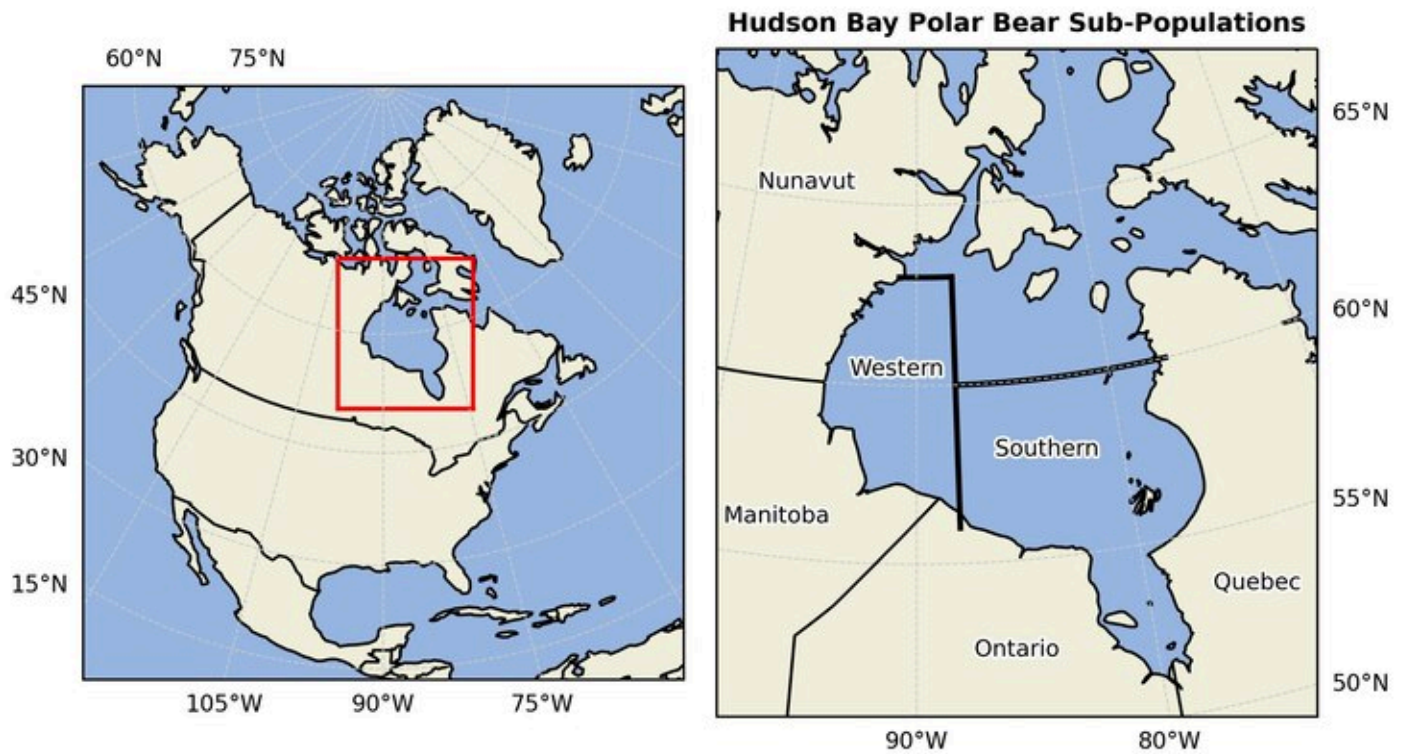 Hudson Bay Polar Bear Sub-Populations
60°N 75°N
45°N
30°N
15°N
105°W 90°W 75°W
65°N
60°N
55°N
50°N
90°W 80°W
Nunavut
Western
Southern
Manitoba
Quebec
Ontario